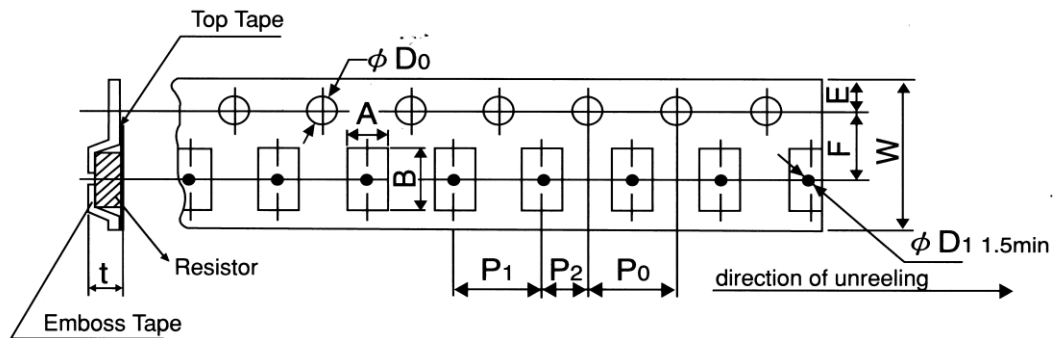 Top Tape
φ D0
A
B
E
F
W
φ D1 1.5min
P1
P2
P0
direction of unreeling
Resistor
t
Emboss Tape